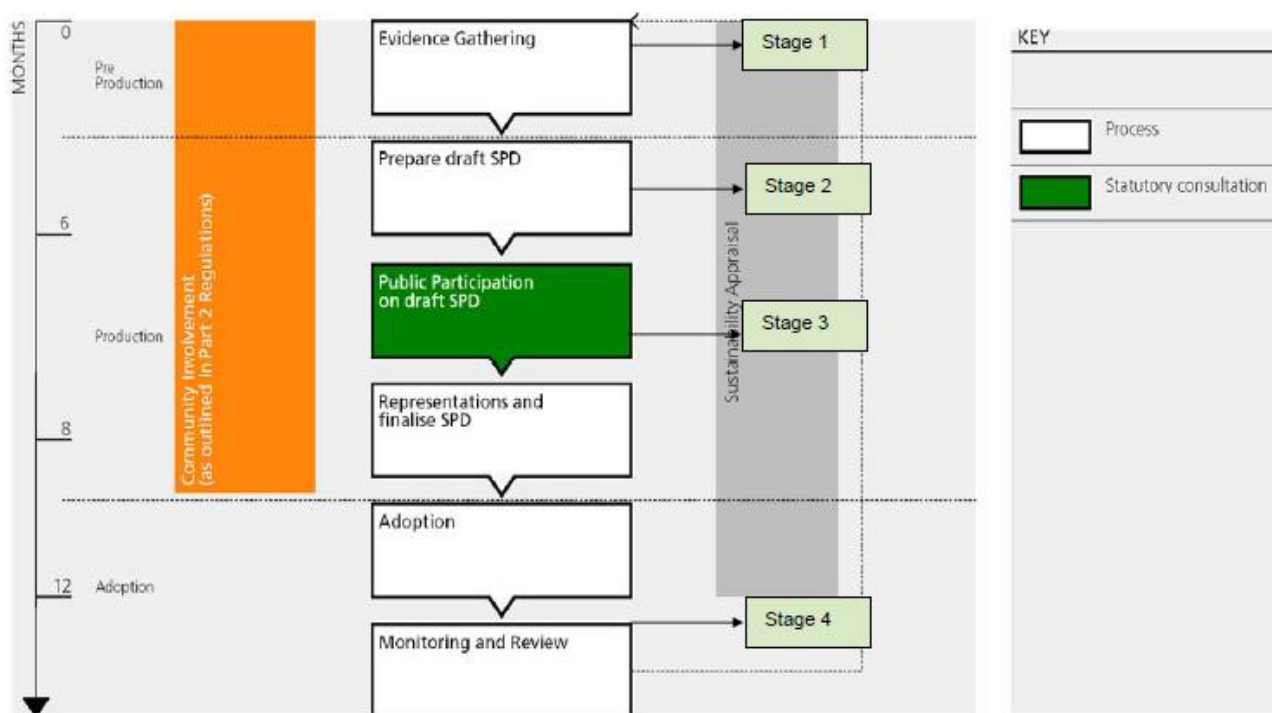 MONTHS
0
Pre
Production
6
Production
8
12
Adoption
Community Involvement
(as outlined in Part 2 Regulations)
Evidence Gathering
Prepare draft SPD
Public Participation
on draft SPD
Representations and
finalise SPD
Adoption
Monitoring and Review
Sustainability Appraisal
Stage 1
Stage 2
Stage 3
Stage 4
KEY
Process
Statutory consultation